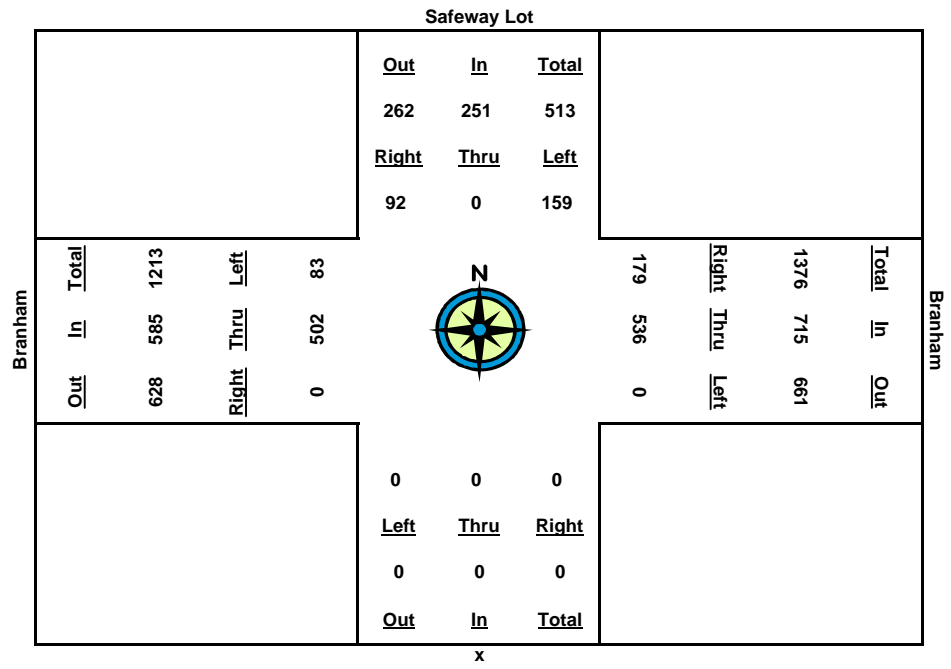 Safeway Lot
Out In Total
262 251 513
Right Thru Left
92 0 159
Branham
Total 1213 Left 83
In 585 Thru 502
Out 628 Right 0
N
179 Right 1376 Total
536 Thru 715 In
0 Left 661 Out
Branham
0 0 0
Left Thru Right
0 0 0
Out In Total
x